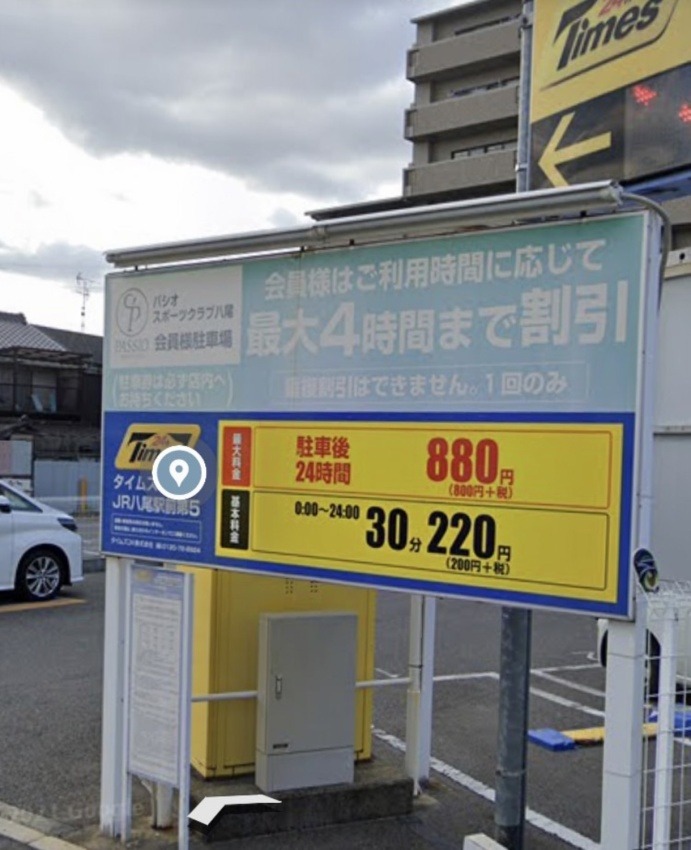 24h
Times
パシオ
スポーツクラブ八尾
PASSIO 会員様駐車場
会員様はご利用時間に応じて
最大4時間まで割引
駐車券は必ず店内へ
お持ちください
重複割引はできません。1回のみ
24h
Times
タイムズ
JR八尾駅前第5
最大料金
駐車後
24時間
880円
(800円+税)
基本料金
0:00〜24:00
30分 220円
(200円+税)